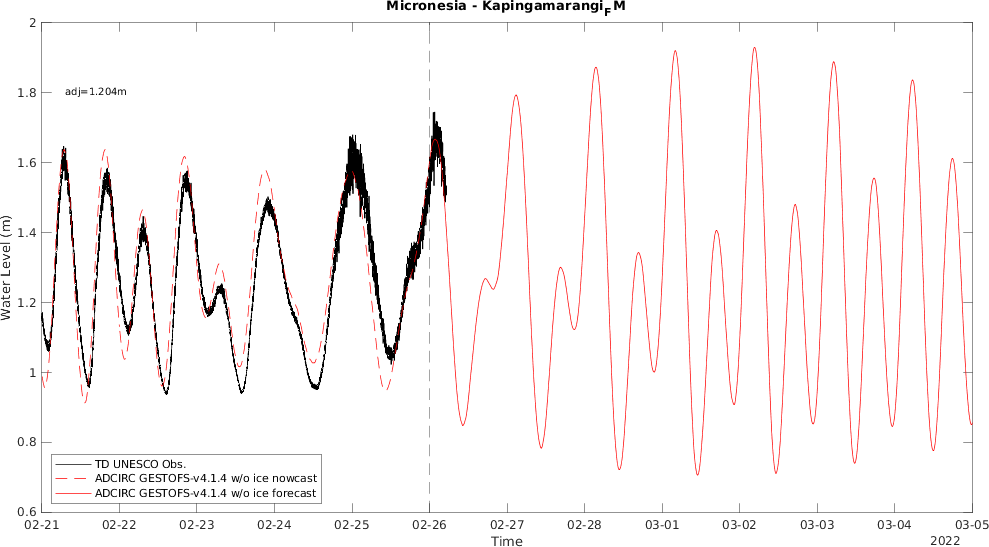 Micronesia - Kapingamarangi_FM
2
1.8
1.6
1.4
1.2
1
0.8
0.6
Water Level (m)
adj=1.204m
TD UNESCO Obs.
ADCIRC GESTOFS-v4.1.4 w/o ice nowcast
ADCIRC GESTOFS-v4.1.4 w/o ice forecast
02-21 02-22 02-23 02-24 02-25 02-26 02-27 02-28 03-01 03-02 03-03 03-04 03-05
Time
2022